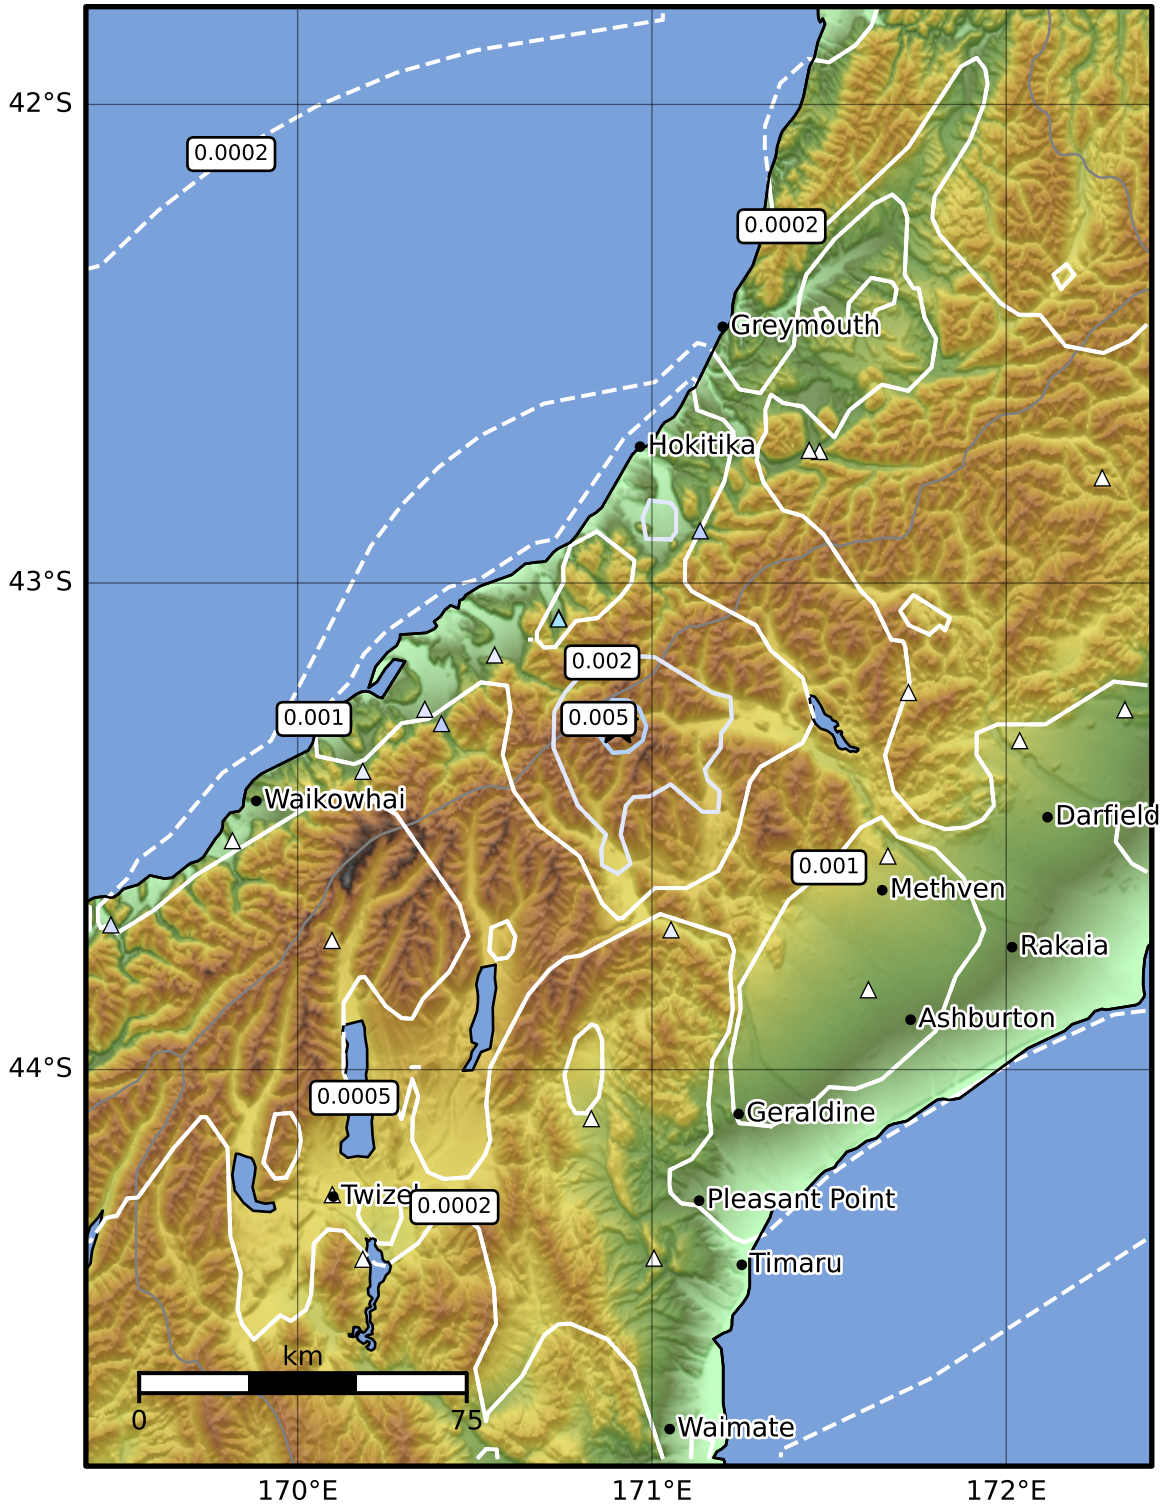 42°S
0.0002
0.0002
Greymouth
Hokitika
43°S
0.002
0.001
0.005
Waikowhai
Darfield
0.001
Methven
Rakaia
Ashburton
44°S
0.0005
Geraldine
Twizel
0.0002
Pleasant Point
Timaru
km
0
75
Waimate
170°E
171°E
172°E